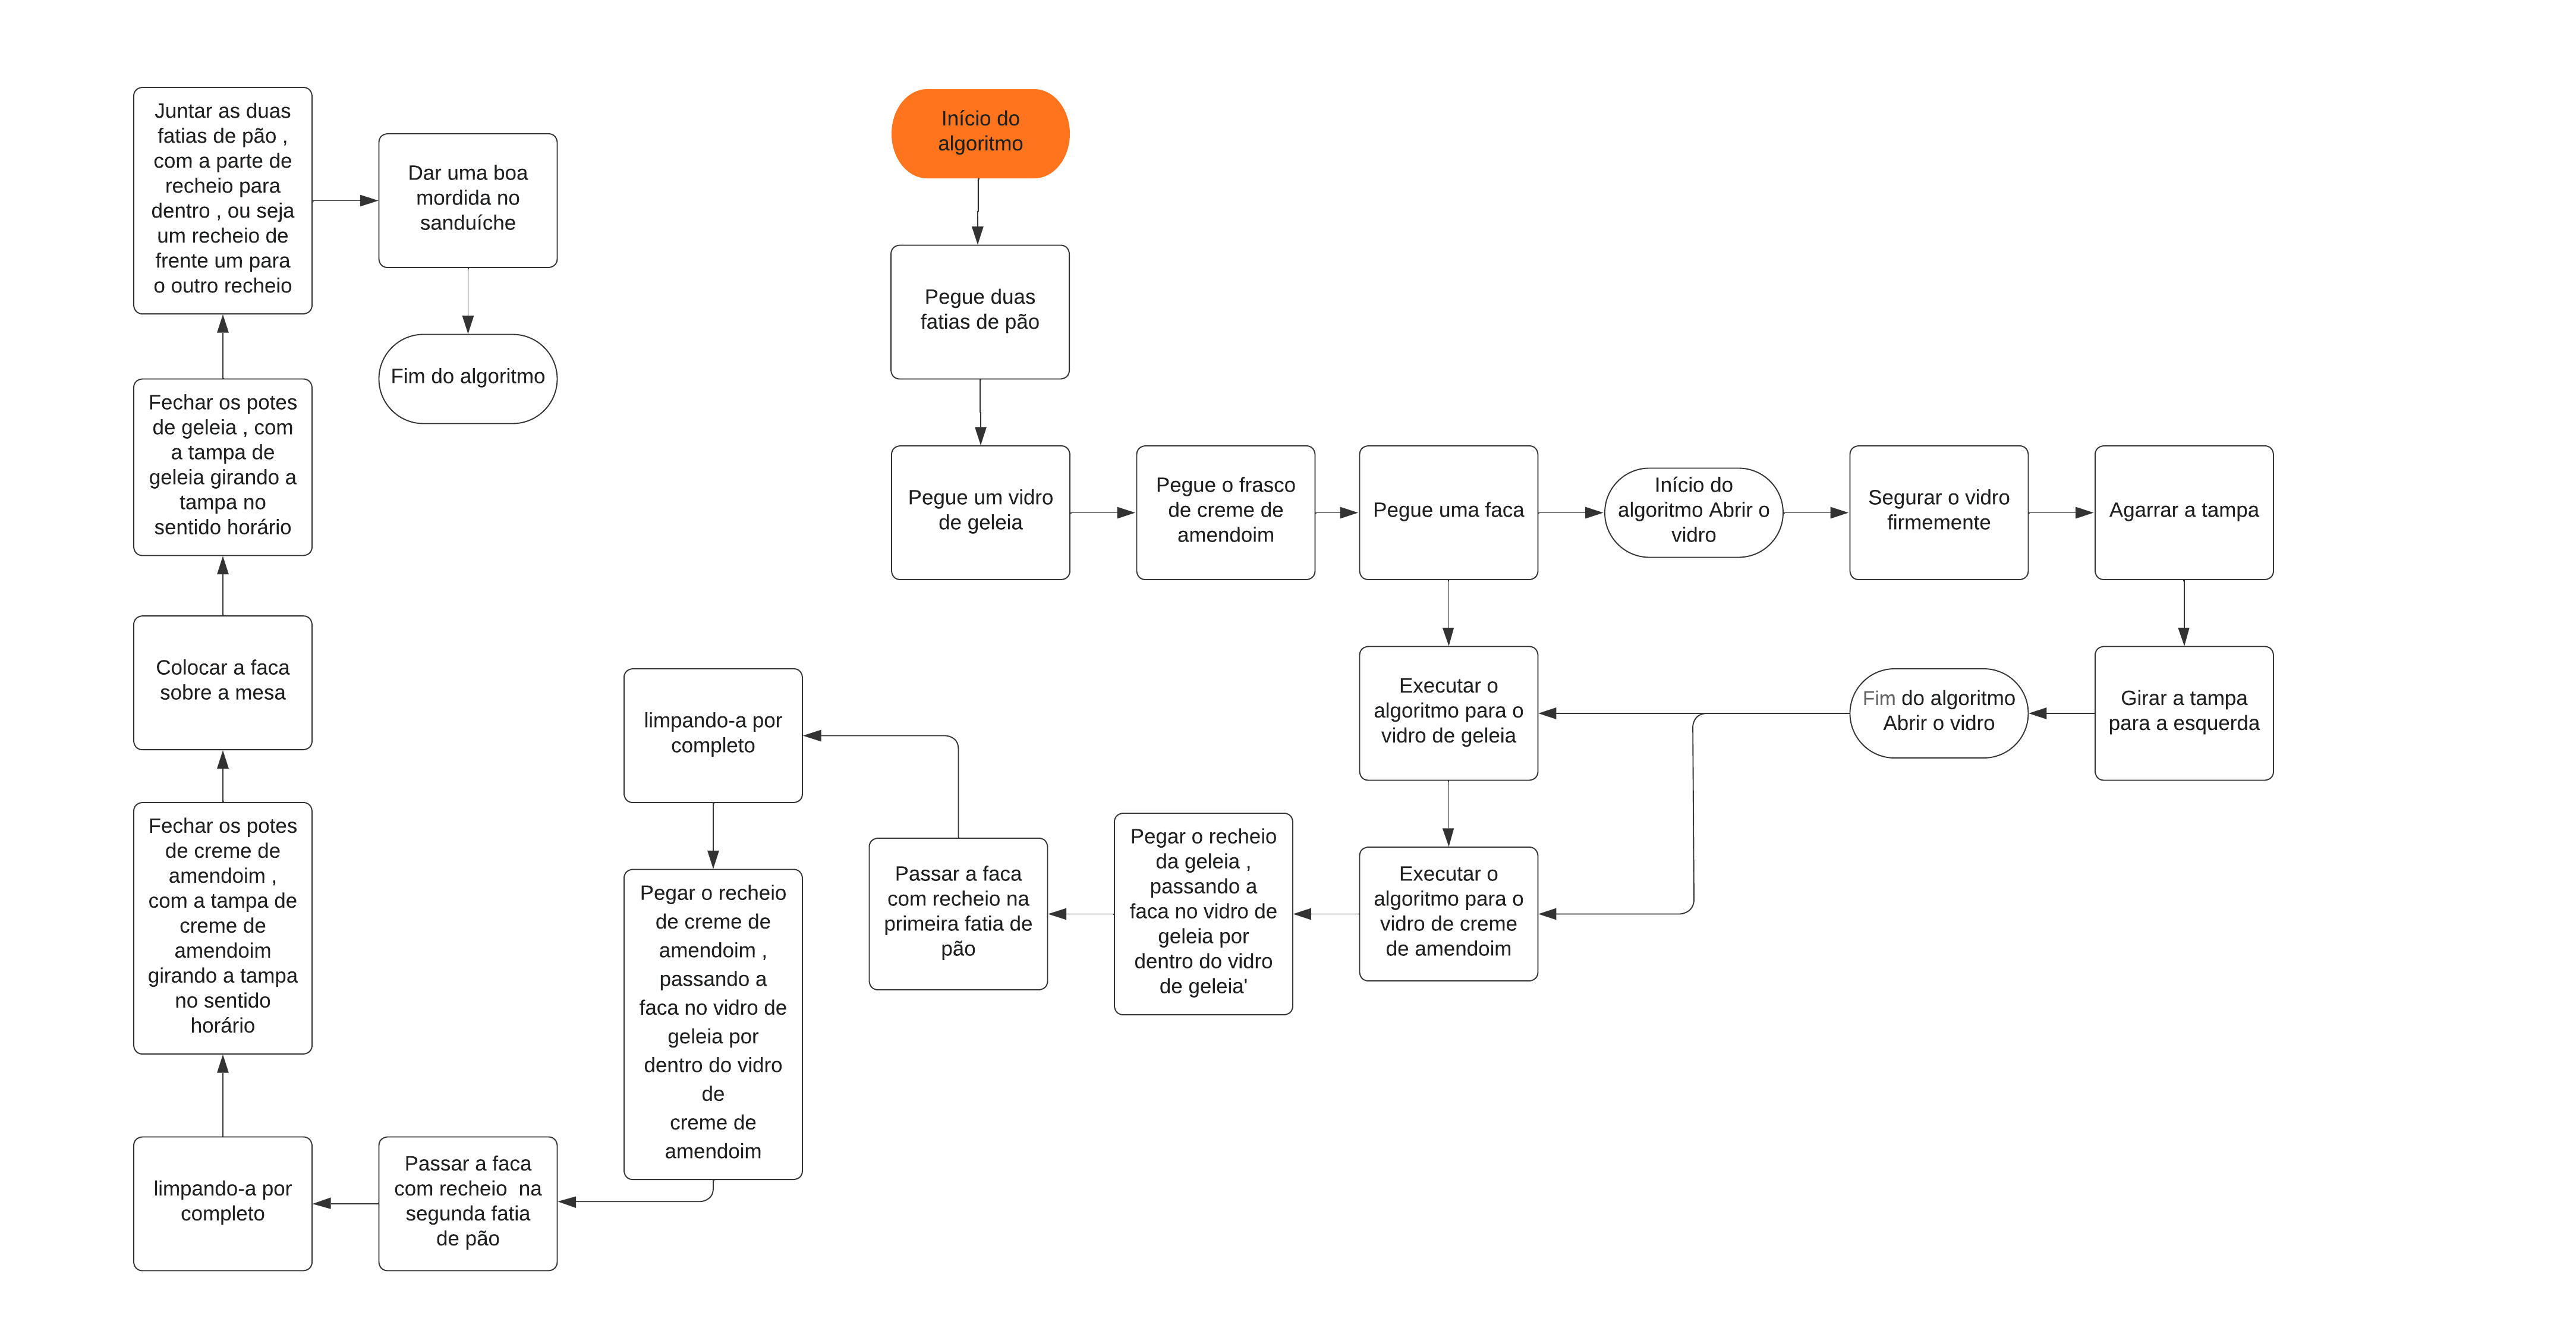 Início do
algoritmo
Pegue duas
fatias de pão
Pegue um vidro
de geleia
Pegue o frasco
de creme de
amendoim
Pegue uma faca
Início do
algoritmo Abrir o
vidro
Segurar o vidro
firmemente
Agarrar a tampa
Girar a tampa
para a esquerda
Fim do algoritmo
Abrir o vidro
Executar o
algoritmo para o
vidro de geleia
Executar o
algoritmo para o
vidro de creme
de amendoim
Pegar o recheio
da geleia ,
passando a
faca no vidro de
geleia por
dentro do vidro
de geleia'
Passar a faca
com recheio na
primeira fatia de
pão
limpando-a por
completo
Pegar o recheio
de creme de
amendoim ,
passando a
faca no vidro de
geleia por
dentro do vidro
de
creme de
amendoim
Passar a faca
com recheio  na
segunda fatia
de pão
limpando-a por
completo
Fechar os potes
de creme de
amendoim ,
com a tampa de
creme de
amendoim
girando a tampa
no sentido
horário
Colocar a faca
sobre a mesa
Fechar os potes
de geleia , com
a tampa de
geleia girando a
tampa no
sentido horário
Juntar as duas
fatias de pão ,
com a parte de
recheio para
dentro , ou seja
um recheio de
frente um para
o outro recheio
Dar uma boa
mordida no
sanduíche
Fim do algoritmo